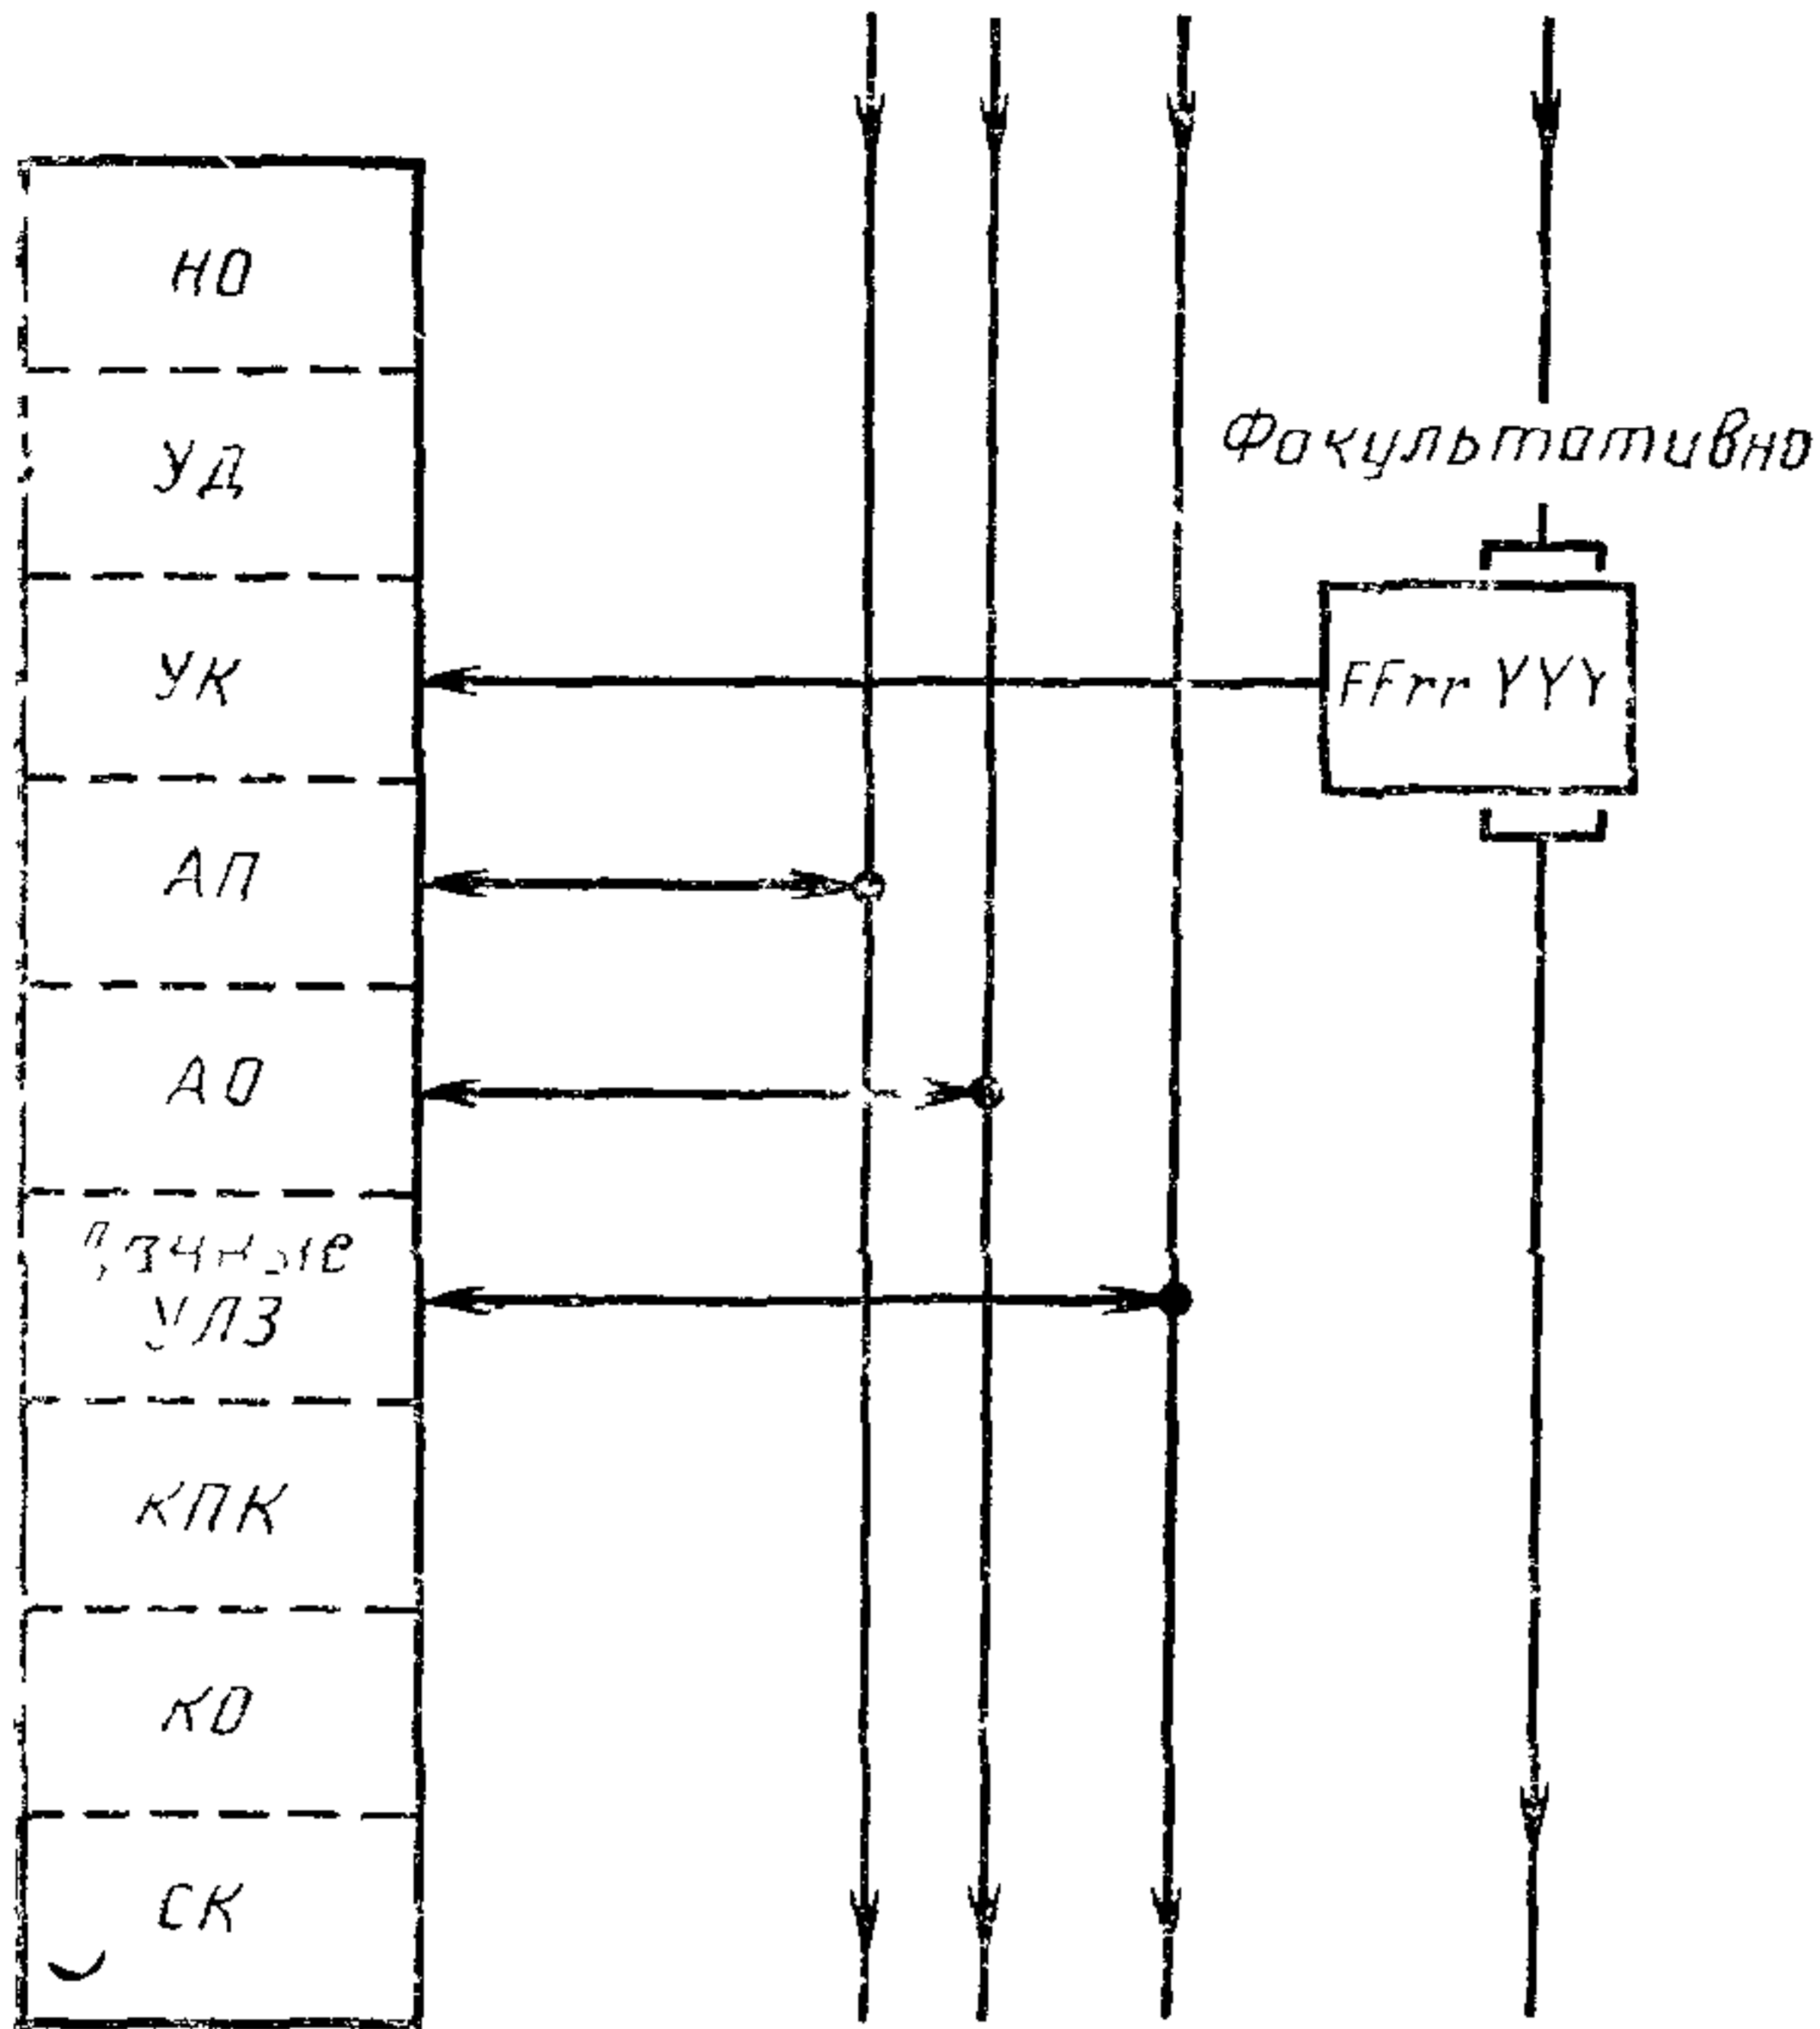 НО
УД
Факультативно
УК
FFrr YYY
АП
АО
УЛЗ
КПК
КО
СК